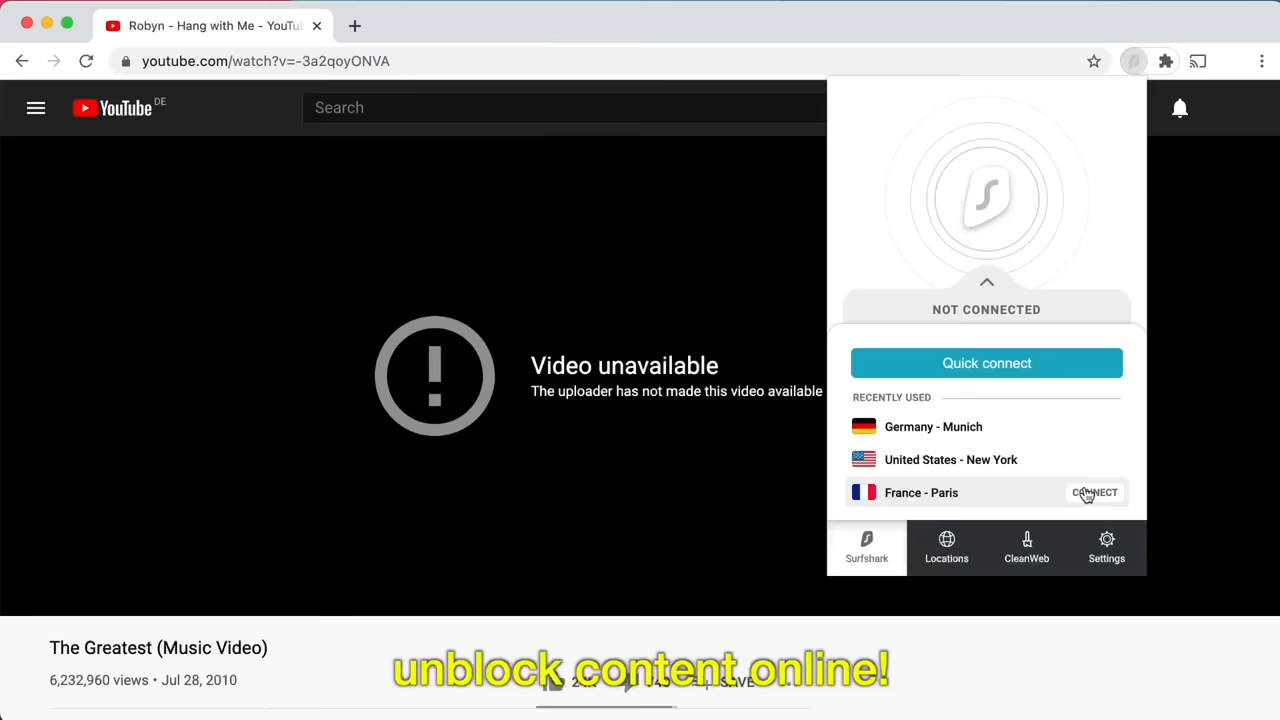 Robyn - Hang with Me - YouTu
youtube.com/watch?v=-3a2qoyONVA
YouTube DE
Search
NOT CONNECTED
Quick connect
RECENTLY USED
Germany - Munich
United States - New York
France - Paris
CONNECT
Surfshark
Locations
CleanWeb
Settings
Video unavailable
The uploader has not made this video available
The Greatest (Music Video)
6,232,960 views • Jul 28, 2010
SAVE
unblock content online!